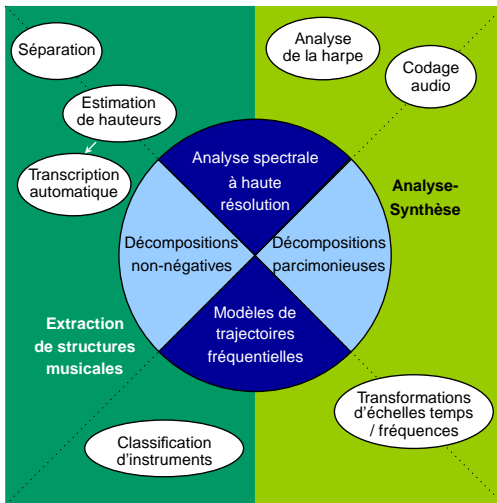 Séparation
Estimation
de hauteurs
Transcription
automatique
Analyse
de la harpe
Codage
audio
Analyse spectrale
à haute
résolution
Décompositions
non-négatives
Décompositions
parcimonieuses
Modèles de
trajectoires
fréquentielles
Analyse-
Synthèse
Extraction
de structures
musicales
Classification
d'instruments
Transformations
d'échelles temps
/ fréquences